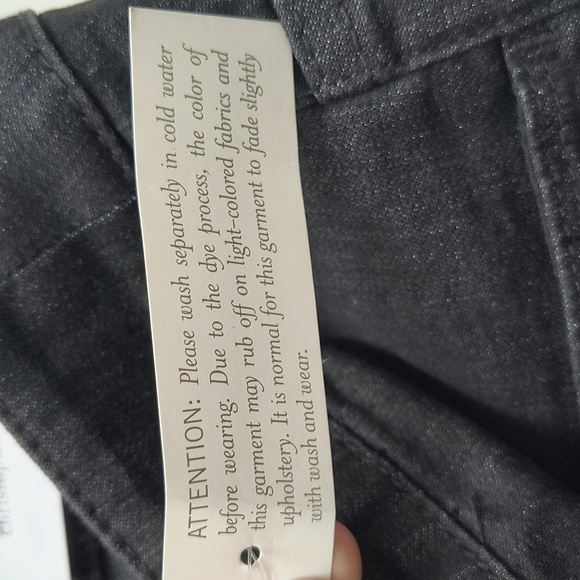 ATTENTION: Please wash separately in cold water
before wearing. Due to the dye process, the color of
this garment may rub off on light-colored fabrics and
upholstery. It is normal for this garment to fade slightly
with wash and wear.